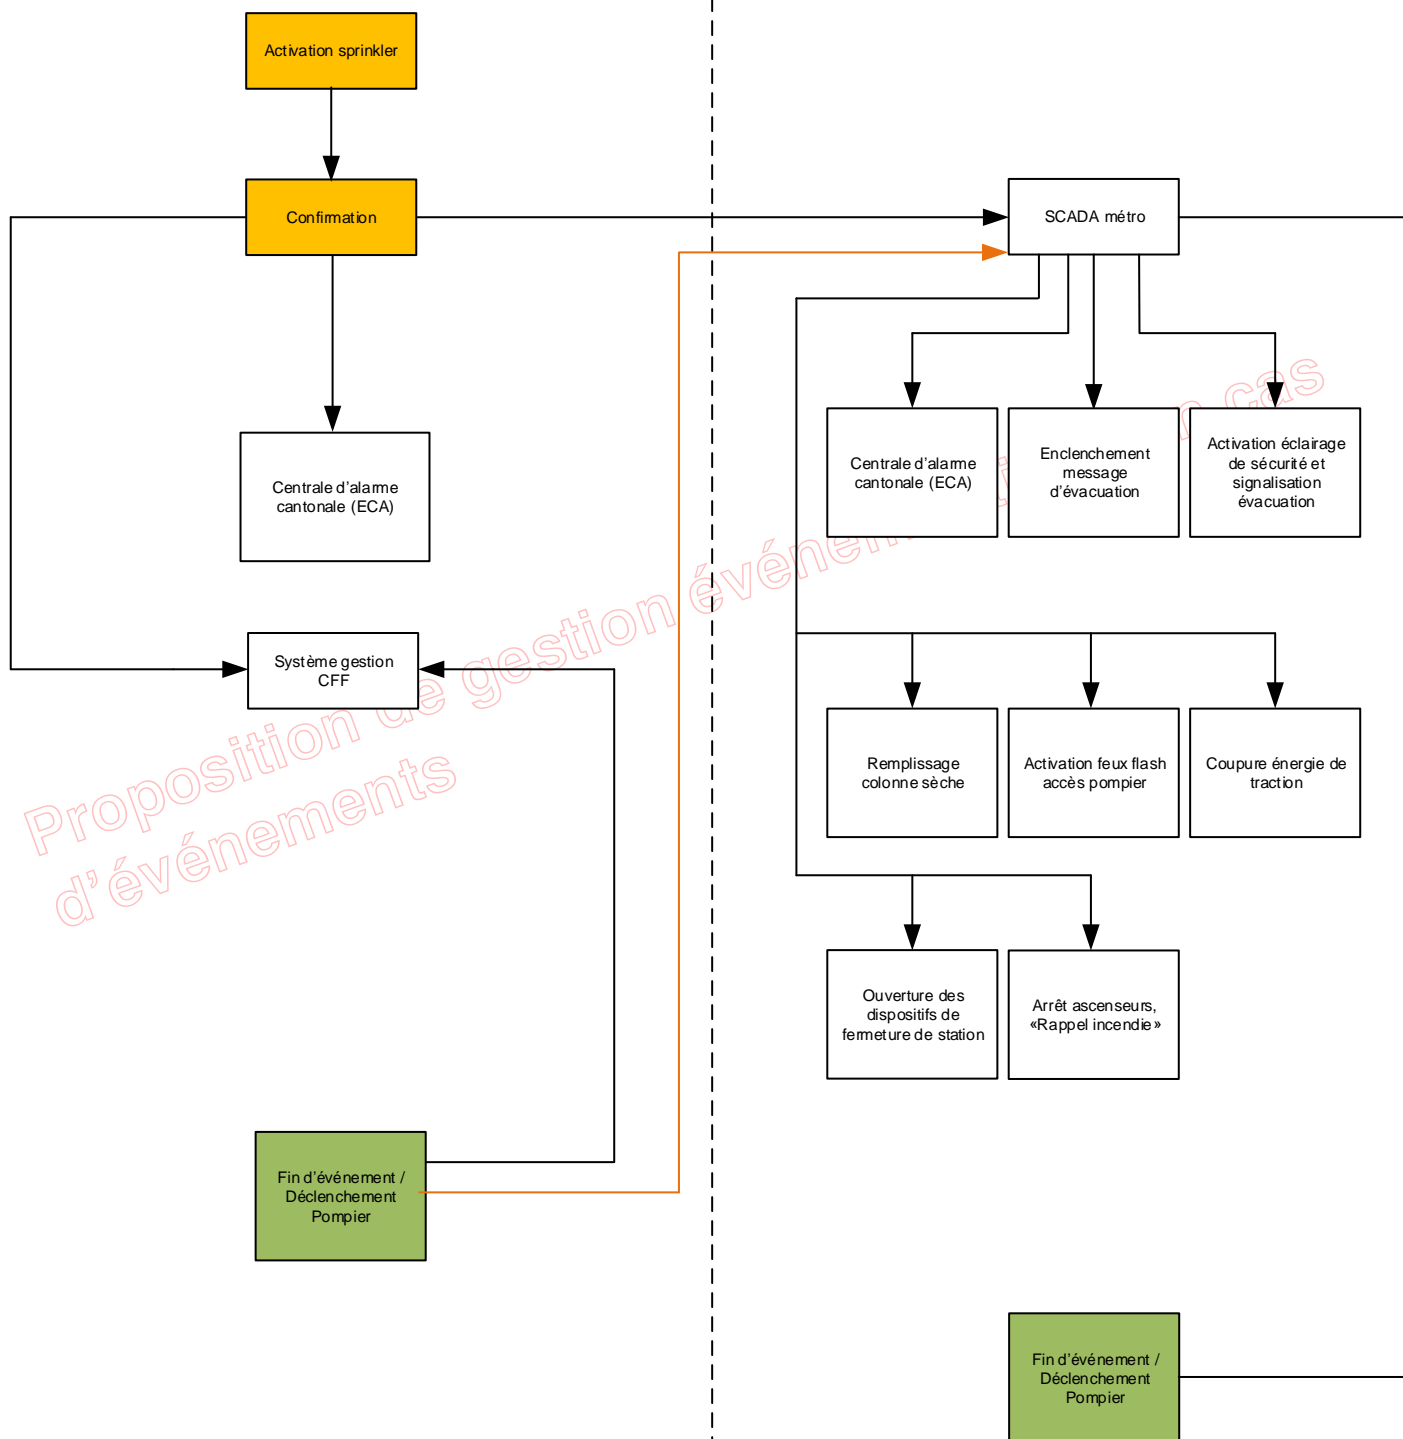 Activation sprinkler
Confirmation
SCADA métro
Centrale d'alarme
cantonale (ECA)
Centrale d'alarme
cantonale (ECA)
Enclenchement
message
d'évacuation
Activation éclairage
de sécurité et
signalisation
évacuation
Système gestion
CFF
Remplissage
colonne sèche
Activation feux flash
accès pompier
Coupure énergie de
traction
Ouverture des
dispositifs de
fermeture de station
Arrêt ascenseurs,
«Rappel incendie»
Fin d'événement /
Déclenchement
Pompier
Fin d'événement /
Déclenchement
Pompier
Proposition de gestion cas
d'événements